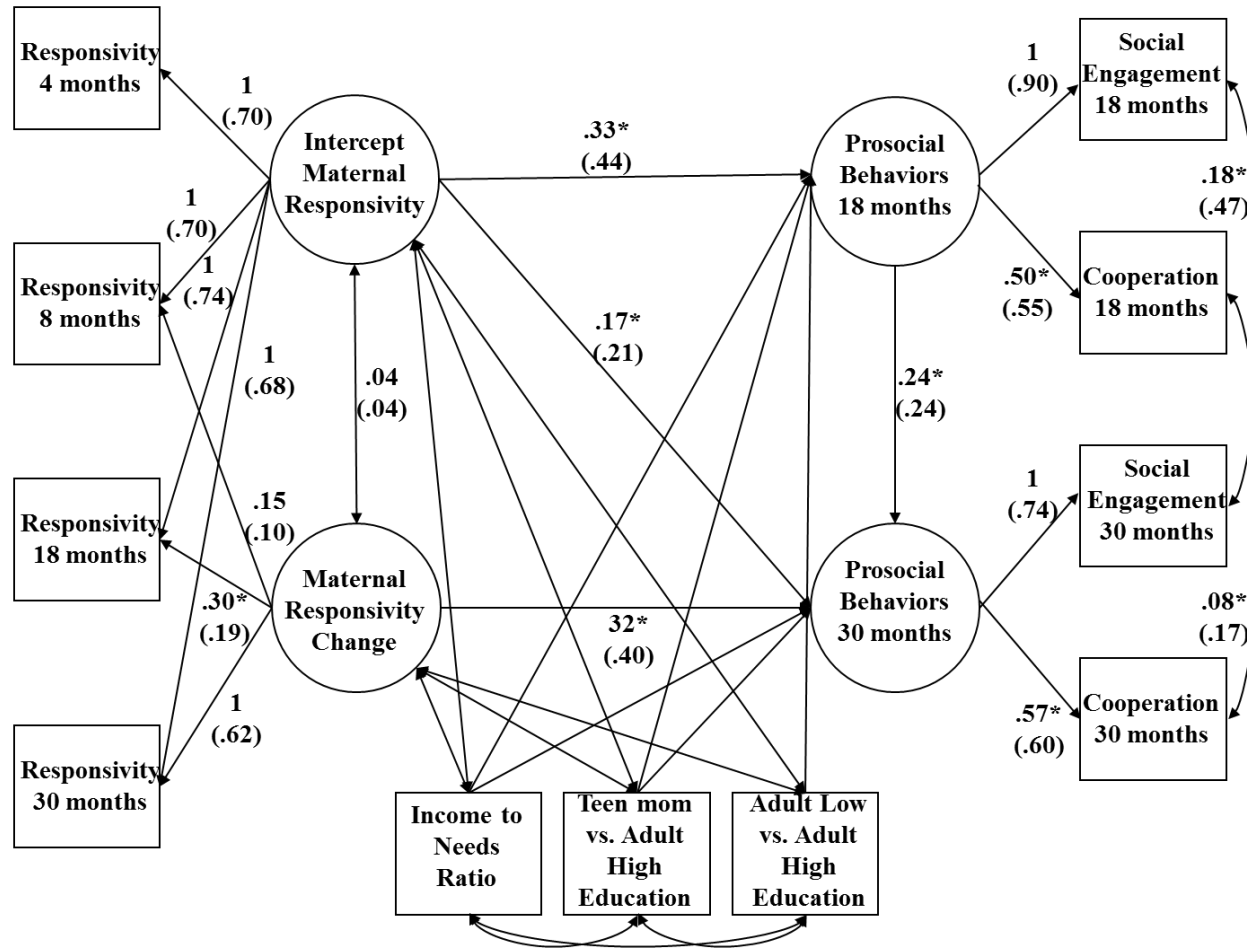 Responsivity
4 months
1
(.70)
Intercept
Maternal
Responsivity
.33*
(.44)
Prosocial
Behaviors
18 months
1
(.90)
Social
Engagement
18 months
.18*
(.47)
1
(.70)
1
(.74)
Responsivity
8 months
1
(.68)
.04
(.04)
.17*
(.21)
.24*
(.24)
.50*
(.55)
Cooperation
18 months
Responsivity
18 months
.15
(.10)
.30*
(.19)
1
(.62)
Maternal
Responsivity
Change
32*
(.40)
Prosocial
Behaviors
30 months
1
(.74)
Social
Engagement
30 months
.08*
(.17)
.57*
(.60)
Cooperation
30 months
Responsivity
30 months
Income to
Needs
Ratio
Teen mom
vs. Adult
High
Education
Adult Low
vs. Adult
High
Education